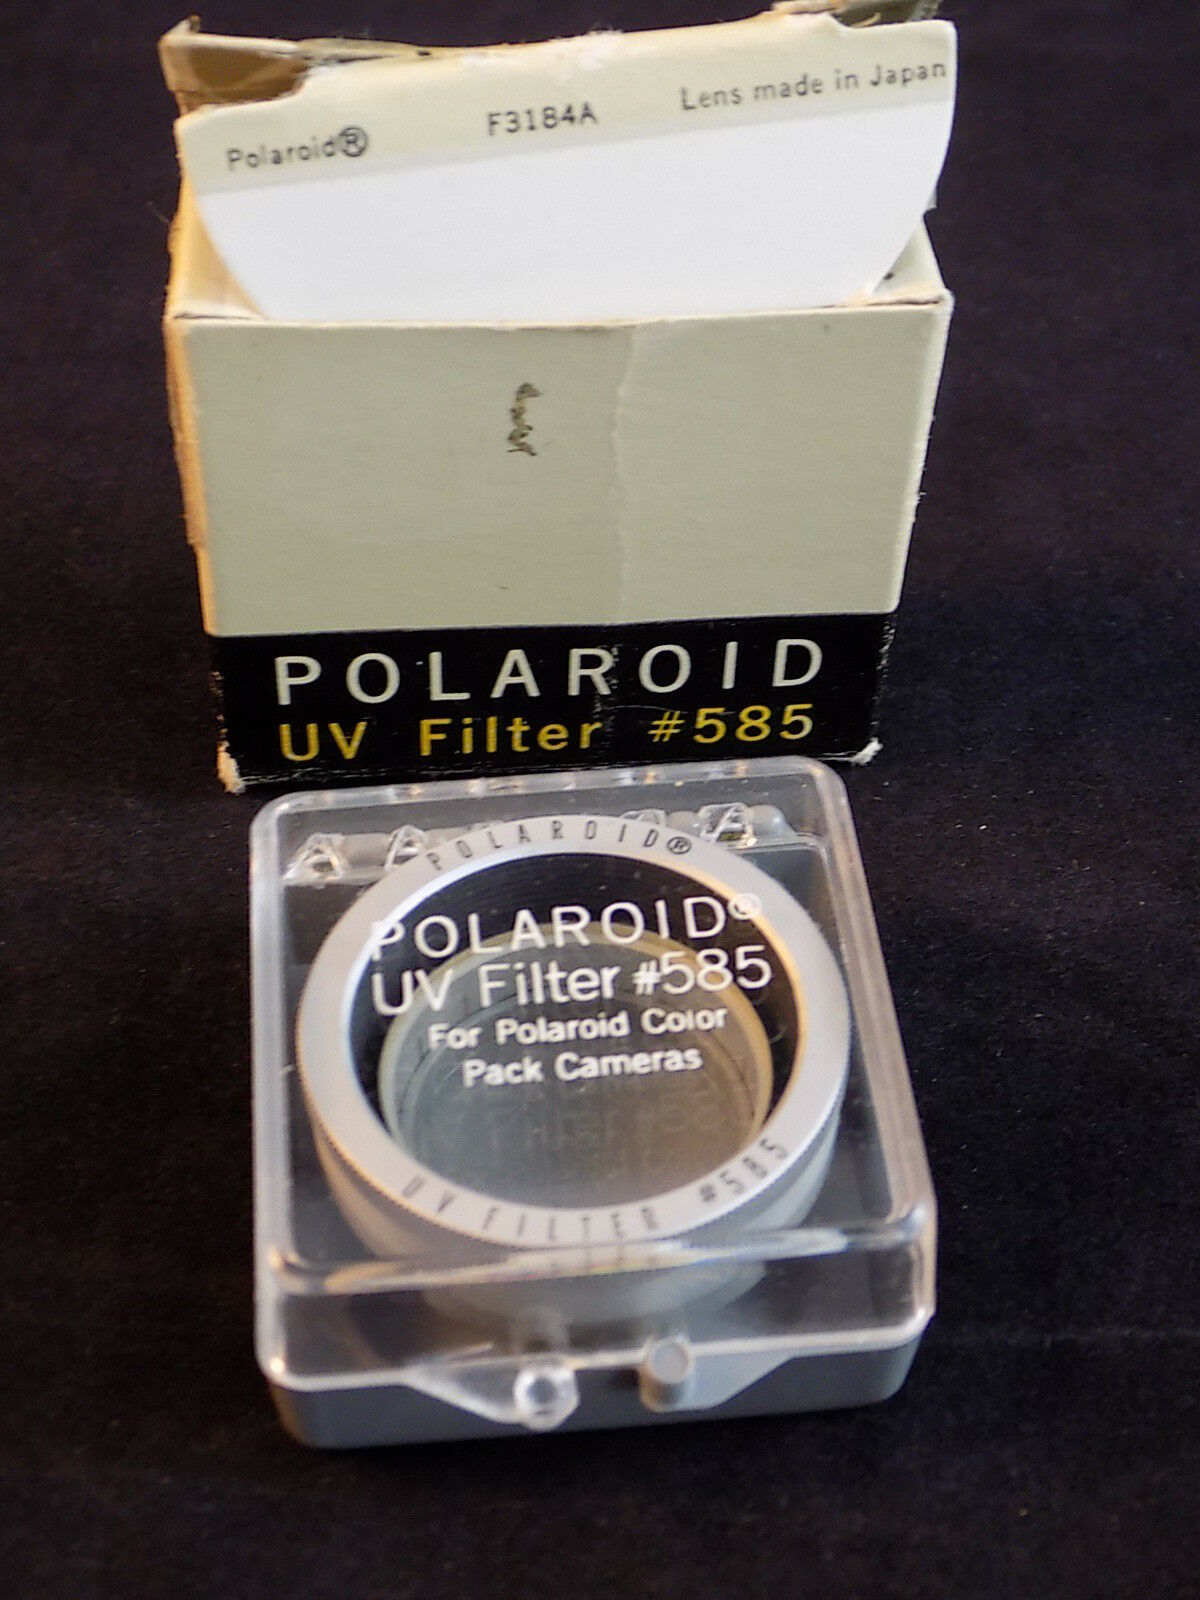 Polaroid® F3184A Lens made in Japan
POLAROID
UV Filter #585
POLAROID®
POLAROID®
UV Filter #585
For Polaroid Color
Pack Cameras
UV FILTER #585